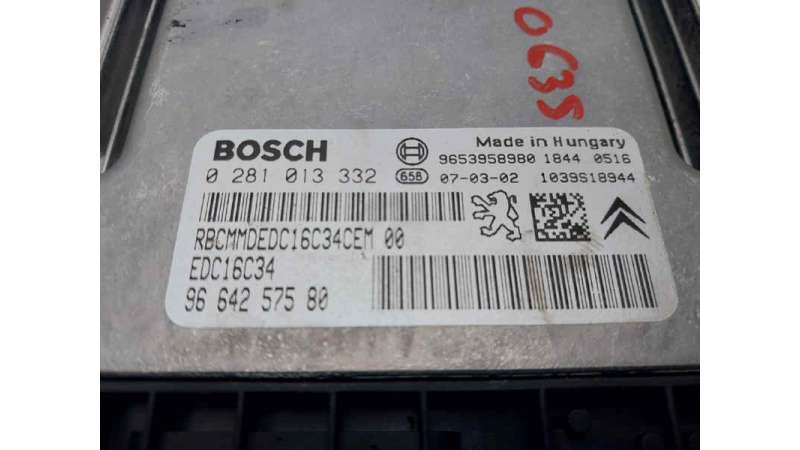 0G35
BOSCH
Made in Hungary
9653958980 1844 0516
0 281 013 332
658
07-03-02 1039S18944
RBCMMDEDC16C34CEM 00
EDC16C34
96 642 575 80